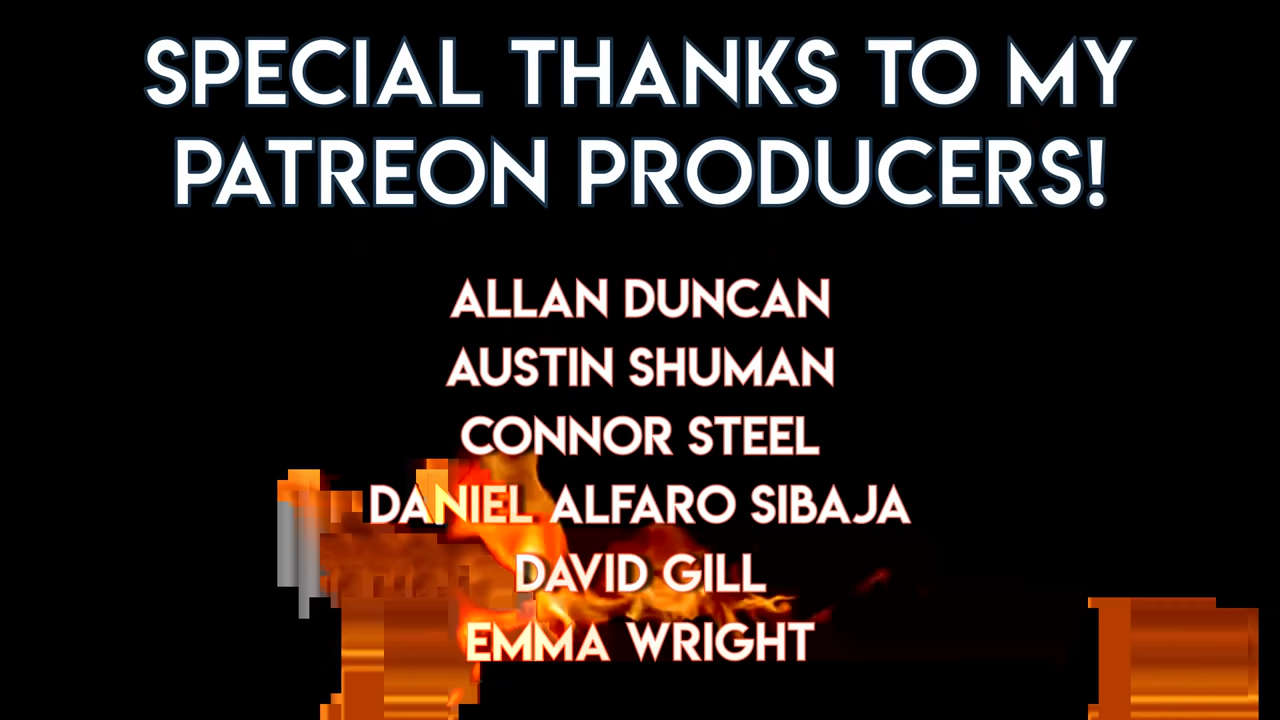 SPECIAL THANKS TO MY
PATREON PRODUCERS!
ALLAN DUNCAN
AUSTIN SHUMAN
CONNOR STEEL
DANIEL ALFARO SIBAJA
DAVID GILL
EMMA WRIGHT